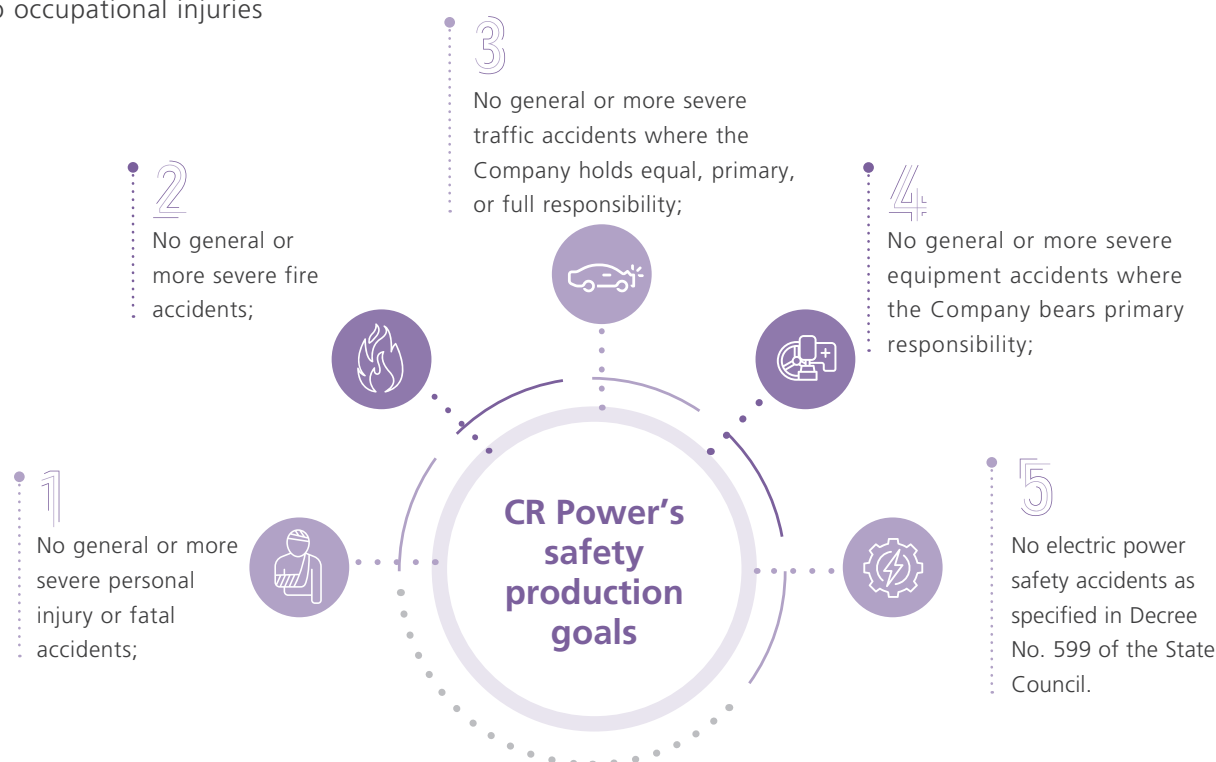 occupational injuries
1
No general or more
severe personal
injury or fatal
accidents;
2
No general or
more severe fire
accidents;
3
No general or more severe
traffic accidents where the
Company holds equal, primary,
or full responsibility;
4
No general or more severe
equipment accidents where
the Company bears primary
responsibility;
5
No electric power
safety accidents as
specified in Decree
No. 599 of the State
Council.
CR Power’s
safety
production
goals